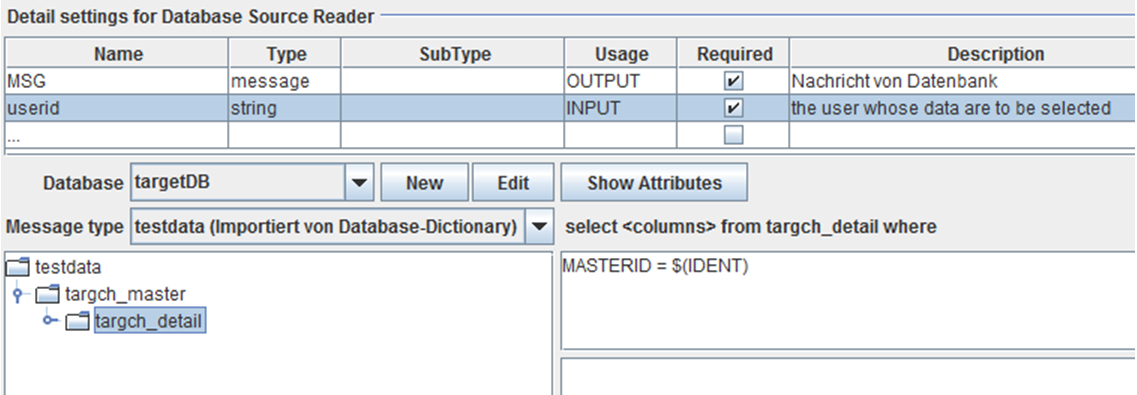 Detail settings for Database Source Reader
Name Type SubType Usage Required Description
MSG message OUTPUT Nachricht von Datenbank
userid string INPUT the user whose data are to be selected
...
Database targetDB New Edit Show Attributes
Message type testdata (Importiert von Database-Dictionary) select <columns> from targch_detail where
testdata MASTERID = $(IDENT)
targch_master
targch_detail